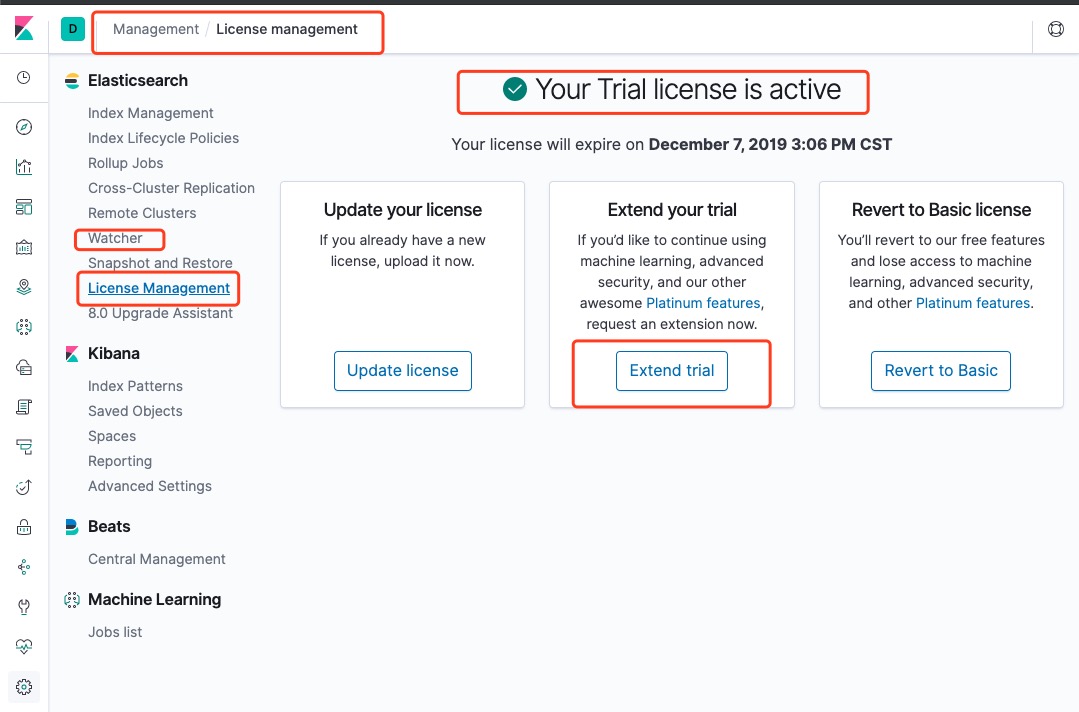 D
Management / License management
Elasticsearch
Index Management
Index Lifecycle Policies
Rollup Jobs
Cross-Cluster Replication
Remote Clusters
Watcher
Snapshot and Restore
License Management
8.0 Upgrade Assistant
Kibana
Index Patterns
Saved Objects
Spaces
Reporting
Advanced Settings
Beats
Central Management
Machine Learning
Jobs list
Your Trial license is active
Your license will expire on December 7, 2019 3:06 PM CST
Update your license
If you already have a new
license, upload it now.
Update license
Extend your trial
If you’d like to continue using
machine learning, advanced
security, and our other
awesome Platinum features,
request an extension now.
Extend trial
Revert to Basic license
You’ll revert to our free features
and lose access to machine
learning, advanced security,
and other Platinum features.
Revert to Basic